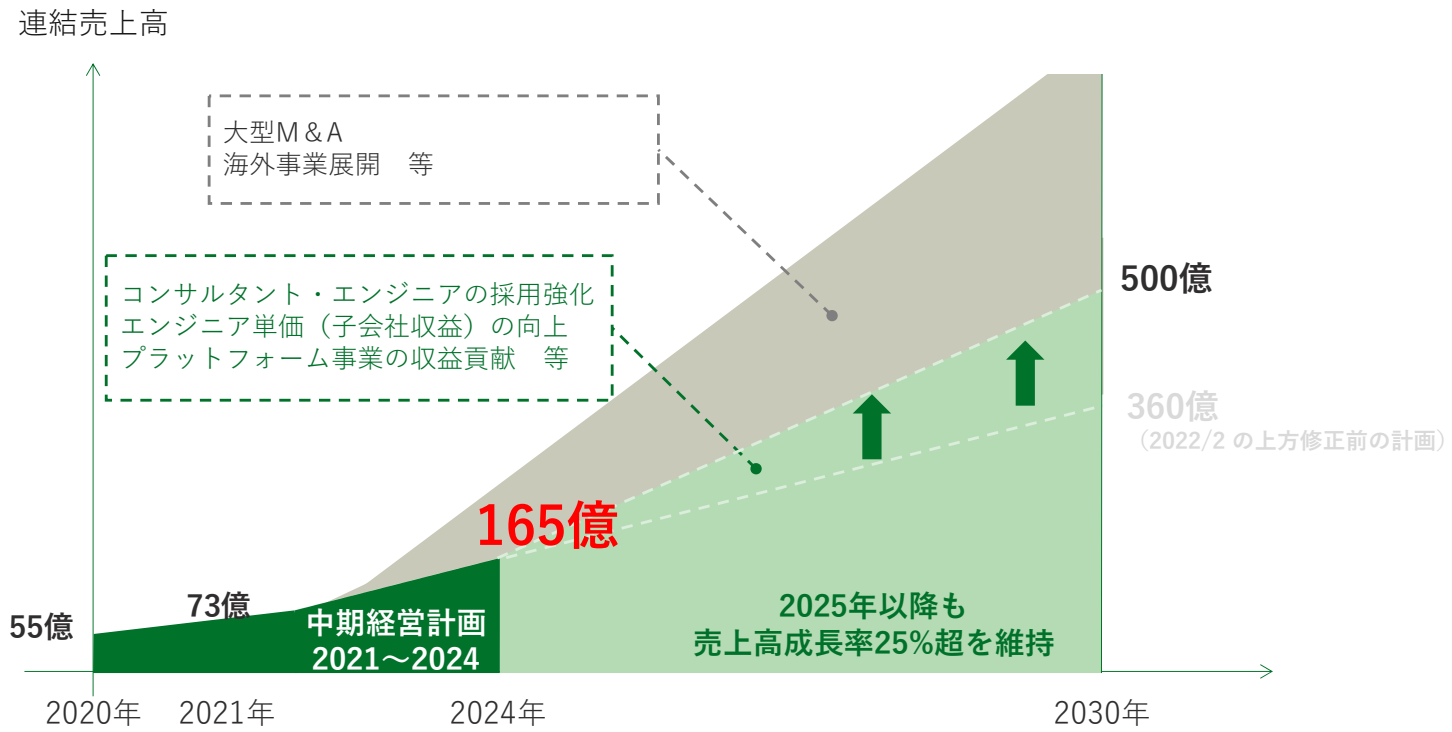 連結売上高
大型M＆A
海外事業展開　等
コンサルタント・エンジニアの採用強化
エンジニア単価（子会社収益）の向上
プラットフォーム事業の収益貢献　等
500億
360億
（2022/2 の上方修正前の計画）
165億
73億
55億
中期経営計画
2021～2024
2025年以降も
売上高成長率25%超を維持
2020年
2021年
2024年
2030年